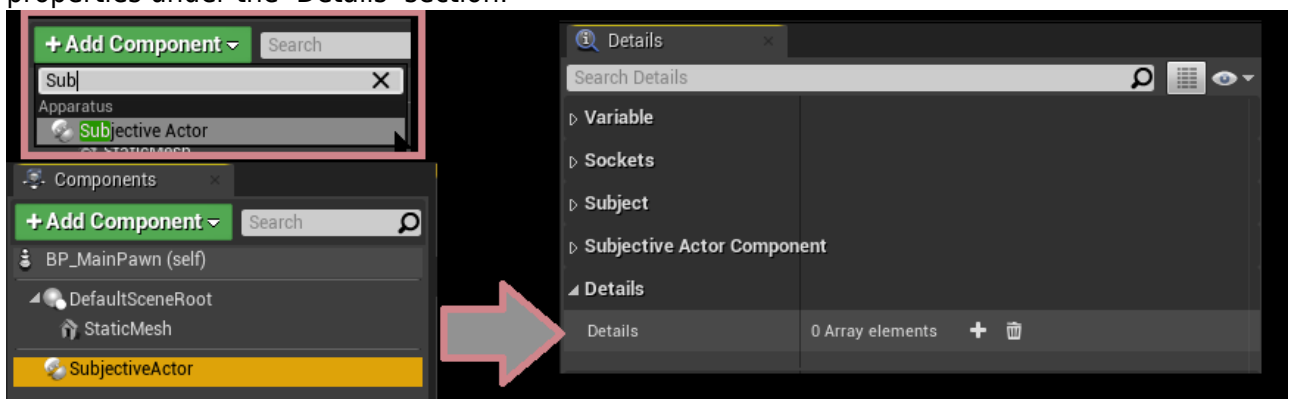 properties under the "Details" section.
+ Add Component
Search
Sub
Apparatus
Subjective Actor
StaticMesh
Components
+ Add Component
Search
BP_MainPawn (self)
DefaultSceneRoot
StaticMesh
SubjectiveActor
Details
Search Details
Variable
Sockets
Subject
Subjective Actor Component
Details
Details 0 Array elements